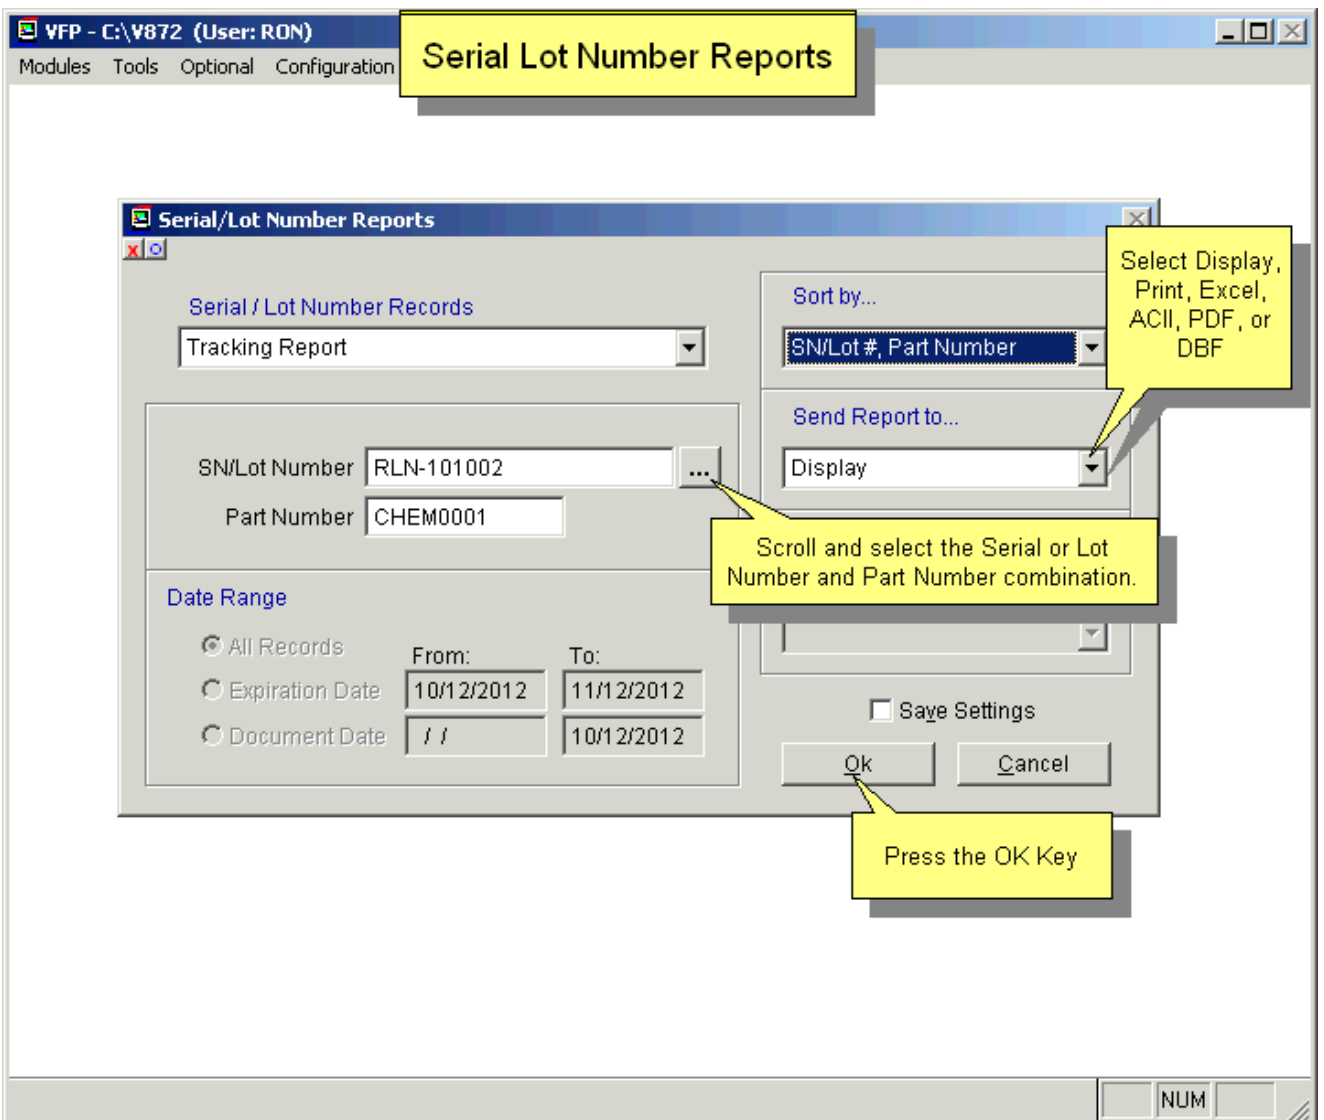 VFP - C:\V872 (User: RON)
Modules Tools Optional Configuration
Serial Lot Number Reports
Serial/Lot Number Reports
Serial / Lot Number Records
Tracking Report
Sort by...
SN/Lot #, Part Number
Select Display,
Print, Excel,
ACII, PDF, or
DBF
Send Report to...
Display
SN/Lot Number RLN-101002 ...
Part Number CHEM0001
Scroll and select the Serial or Lot
Number and Part Number combination.
Date Range
All Records From: To:
Expiration Date 10/12/2012 11/12/2012
Document Date / / 10/12/2012
Save Settings
Ok Cancel
Press the OK Key
NUM